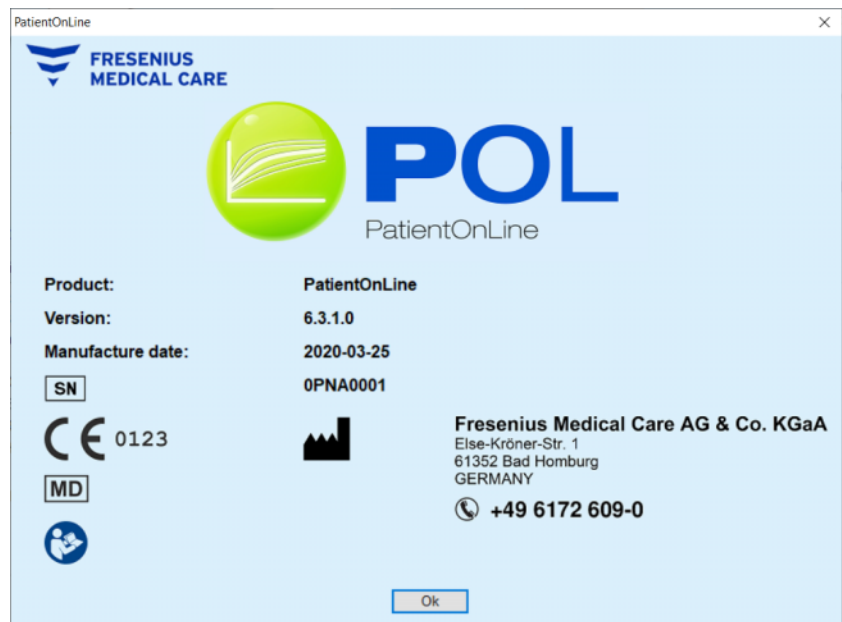 PatientOnLine
FRESENIUS
MEDICAL CARE
POL
PatientOnLine
Product: PatientOnLine
Version: 6.3.1.0
Manufacture date: 2020-03-25
SN 0PNA0001
CE 0123
Fresenius Medical Care AG & Co. KGaA
Else-Kröner-Str. 1
61352 Bad Homburg
GERMANY
MD
+49 6172 609-0
Ok